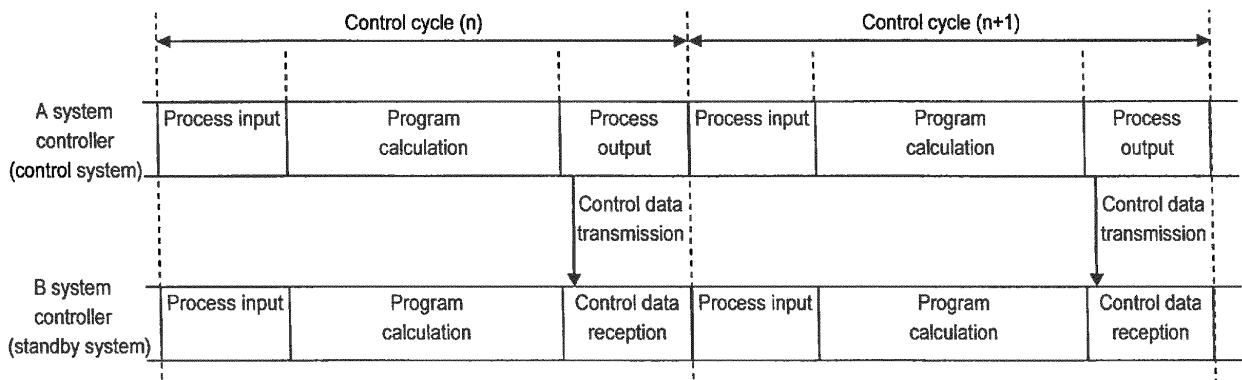 Control cycle (n)
Control cycle (n+1)
A system
controller
(control system)
Process input
Program
calculation
Process
output
Process input
Program
calculation
Process
output
Control data
transmission
Control data
transmission
B system
controller
(standby system)
Process input
Program
calculation
Control data
reception
Process input
Program
calculation
Control data
reception